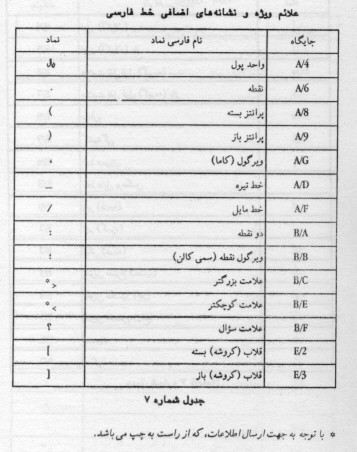 علائم ویژه و نشانه‌های اضافی خط فارسی
جایگاه نام فارسی نماد نماد
A/4 واحد پول
A/6 نقطه .
A/8 پرانتز بسته )
A/9 پرانتز باز (
A/G ویرگول (کاما) ،
A/D خط تیره _
A/F خط مایل /
B/A دو نقطه :
B/B ویرگول نقطه (سمی کالن) ؛
B/C علامت بزرگتر < *
B/E علامت کوچکتر > *
B/F علامت سؤال ؟
E/2 قلاب (کروشه) بسته ]
E/3 قلاب (کروشه) باز [
جدول شماره ۷
* با توجه به جهت ارسال اطلاعات، که از راست به چپ می‌باشد.